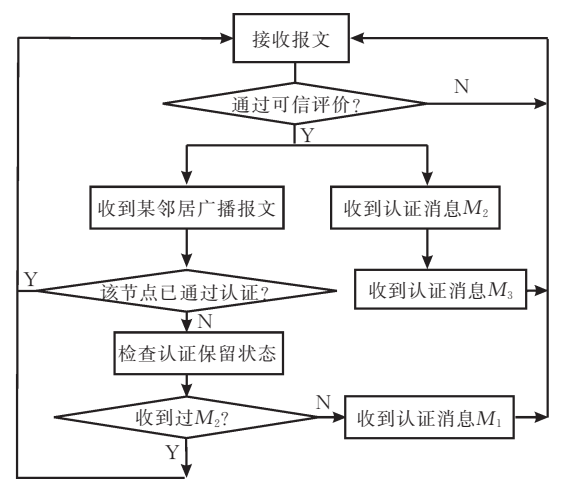 接收报文
通过可信评价?
N
Y
收到某邻居广播报文
收到认证消息M₂
Y
该节点已通过认证?
收到认证消息M₃
N
检查认证保留状态
收到过M₂?
N
收到认证消息M₁
Y